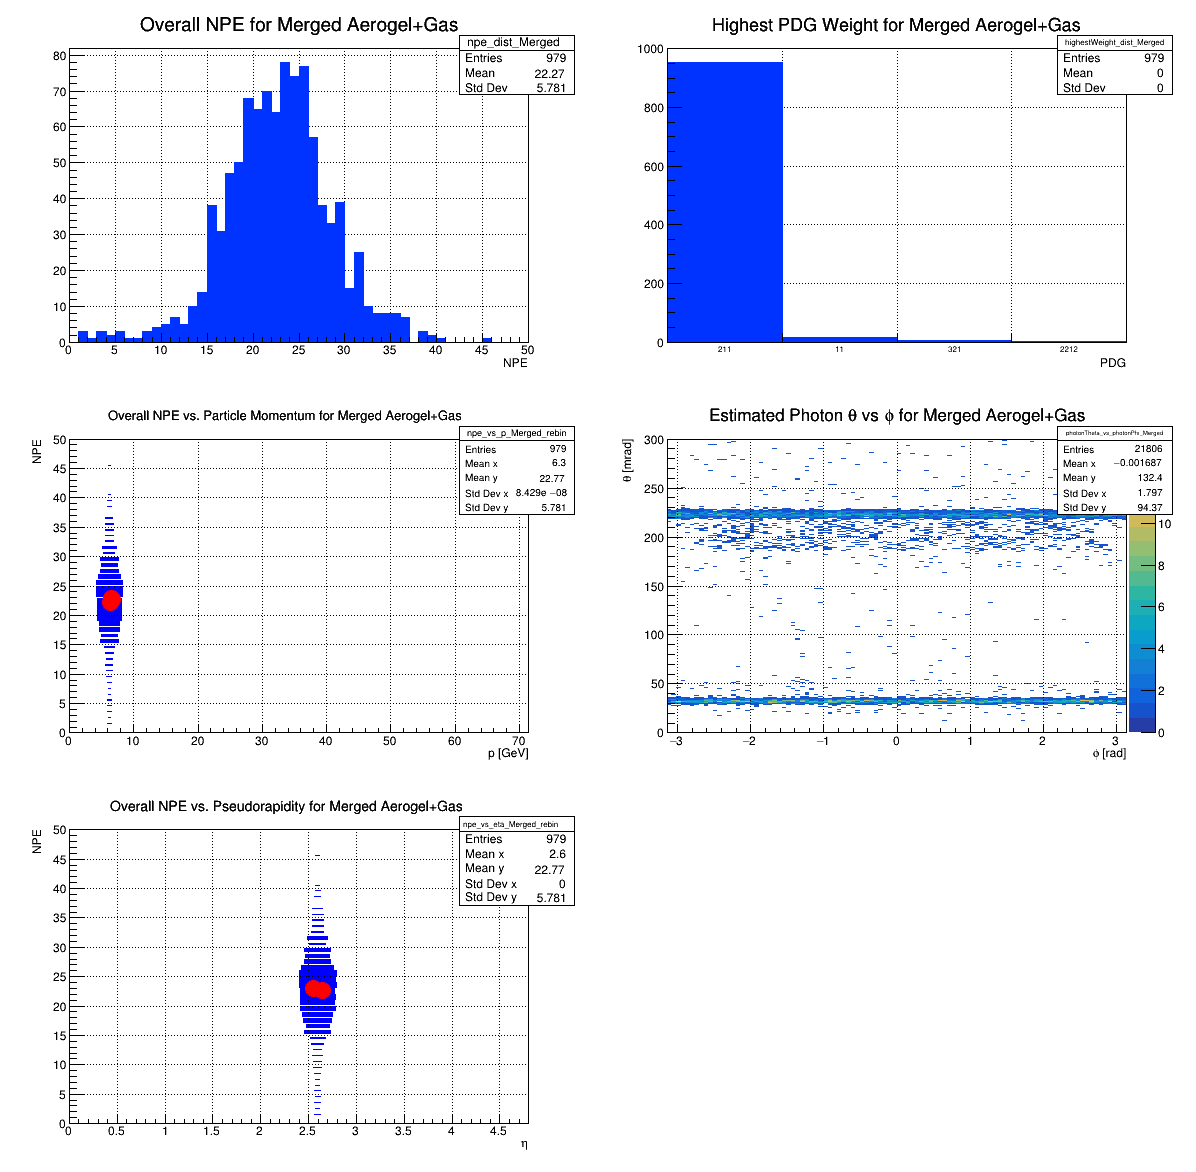 Overall NPE for Merged Aerogel+Gas
npe_dist_Merged
Entries 979
Mean 22.27
Std Dev 5.781
80
70
60
50
40
30
20
10
0
0 5 10 15 20 25 30 35 40 45 50
NPE
Highest PDG Weight for Merged Aerogel+Gas
highestWeight_dist_Merged
Entries 979
Mean 0
Std Dev 0
1000
800
600
400
200
0
211 11 321 2212
PDG
Overall NPE vs. Particle Momentum for Merged Aerogel+Gas
npe_vs_p_Merged_rebin
Entries 979
Mean x 6.3
Mean y 22.77
Std Dev x 8.429e −08
Std Dev y 5.781
NPE
50
45
40
35
30
25
20
15
10
5
0
0 10 20 30 40 50 60 70
p [GeV]
Estimated Photon θ vs ϕ for Merged Aerogel+Gas
photonTheta_vs_photonPhi_Merged
Entries 21806
Mean x −0.001687
Mean y 132.4
Std Dev x 1.797
Std Dev y 94.37
θ [mrad]
300
250
200
150
100
50
0
−3 −2 −1 0 1 2 3
ϕ [rad]
10
8
6
4
2
0
Overall NPE vs. Pseudorapidity for Merged Aerogel+Gas
npe_vs_eta_Merged_rebin
Entries 979
Mean x 2.6
Mean y 22.77
Std Dev x 0
Std Dev y 5.781
NPE
50
45
40
35
30
25
20
15
10
5
0
0 0.5 1 1.5 2 2.5 3 3.5 4 4.5
η